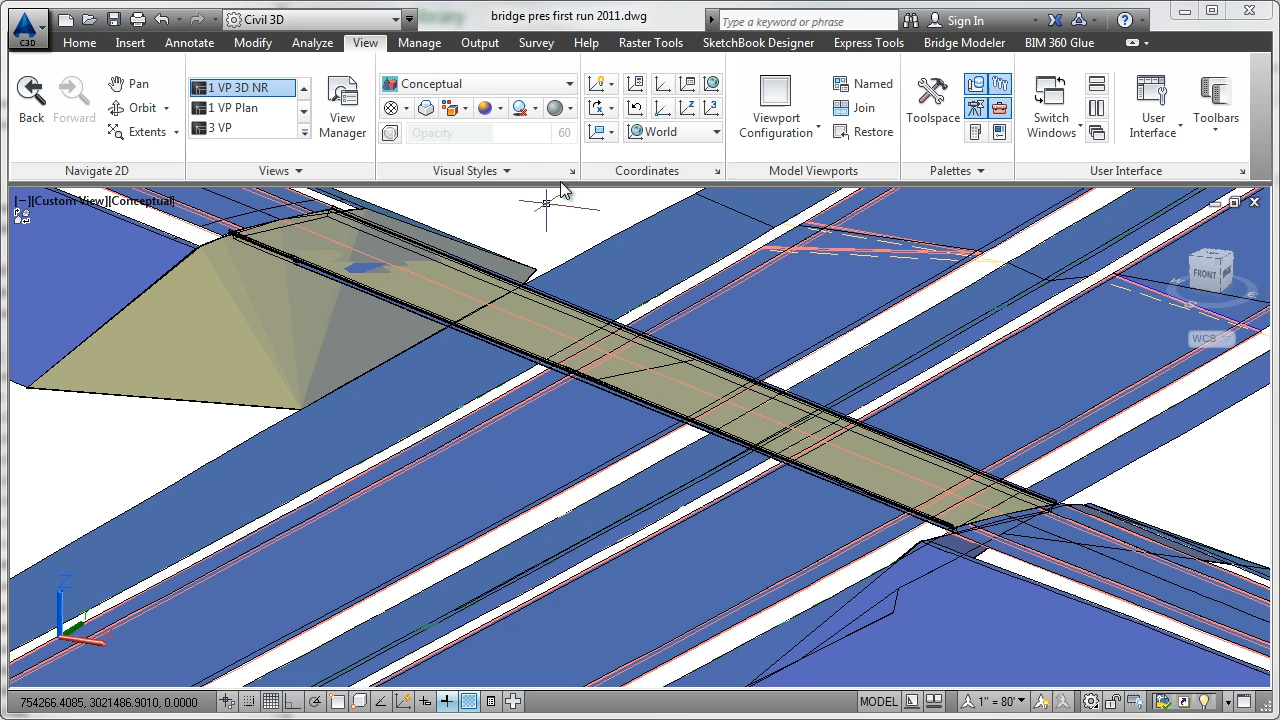 C3D
Civil 3D
bridge pres first run 2011.dwg
Type a keyword or phrase
Sign In
Home Insert Annotate Modify Analyze View Manage Output Survey Help Raster Tools SketchBook Designer Express Tools Bridge Modeler BIM 360 Glue
Back
Forward
Pan
Orbit
Extents
Navigate 2D
1 VP 3D NR
1 VP Plan
3 VP
View Manager
Views
Conceptual
Opacity 60
Visual Styles
World
Coordinates
Viewport Configuration
Named
Join
Restore
Model Viewports
Toolspace
Palettes
Switch Windows
User Interface
Toolbars
User Interface
[−][Custom View][Conceptual]
FRONT
WCS
Z
754266.4085, 3021486.9010, 0.0000
MODEL
1" = 80'